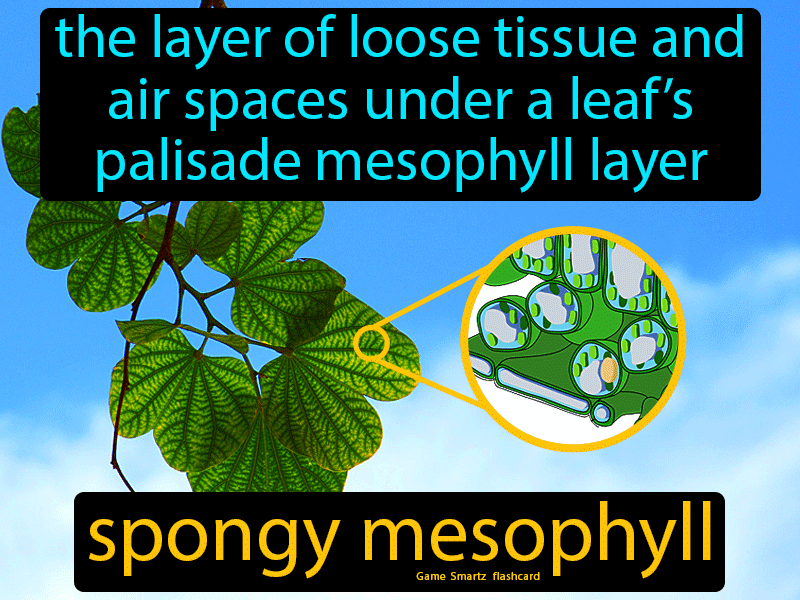 the layer of loose tissue and
air spaces under a leaf’s
palisade mesophyll layer
spongy mesophyll
Game Smartz flashcard